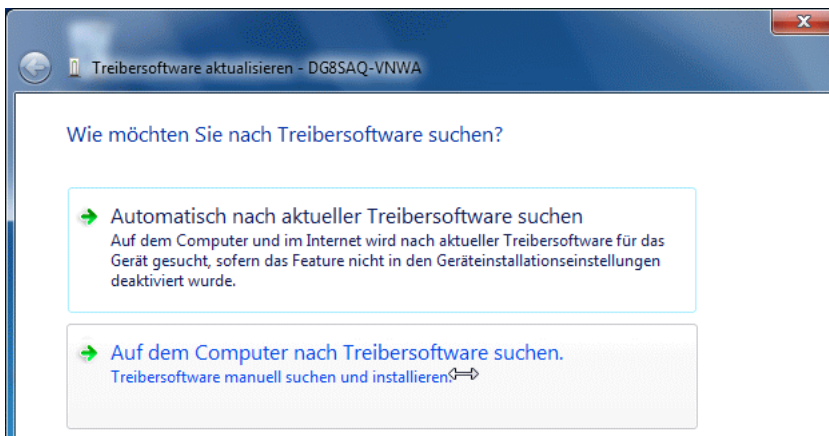 Treibersoftware aktualisieren - DG8SAQ-VNWA
Wie möchten Sie nach Treibersoftware suchen?
Automatisch nach aktueller Treibersoftware suchen
Auf dem Computer und im Internet wird nach aktueller Treibersoftware für das
Gerät gesucht, sofern das Feature nicht in den Geräteinstallationseinstellungen
deaktiviert wurde.
Auf dem Computer nach Treibersoftware suchen.
Treibersoftware manuell suchen und installieren.